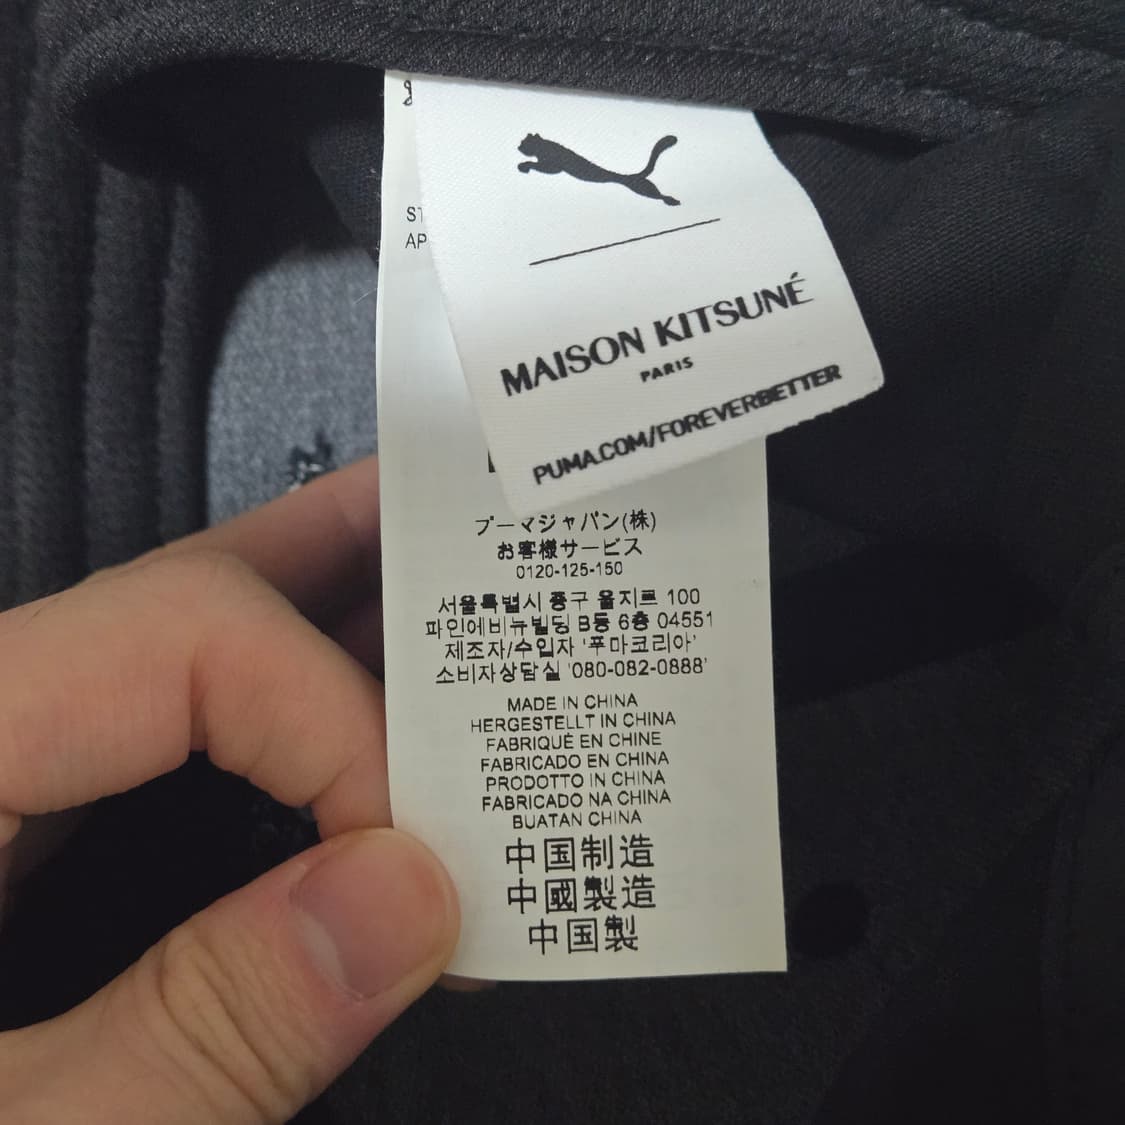 ST
AP
MAISON KITSUNÉ
PARIS
PUMA.COM/FOREVERBETTER
プーマジャパン(株)
お客様サービス
0120-125-150
서울특별시 중구 을지로 100
파인에비뉴빌딩 B동 6층 04551
제조자/수입자 '푸마코리아'
소비자상담실 '080-082-0888'
MADE IN CHINA
HERGESTELLT IN CHINA
FABRIQUÉ EN CHINE
FABRICADO EN CHINA
PRODOTTO IN CHINA
FABRICADO NA CHINA
BUATAN CHINA
中国制造
中國製造
中国製